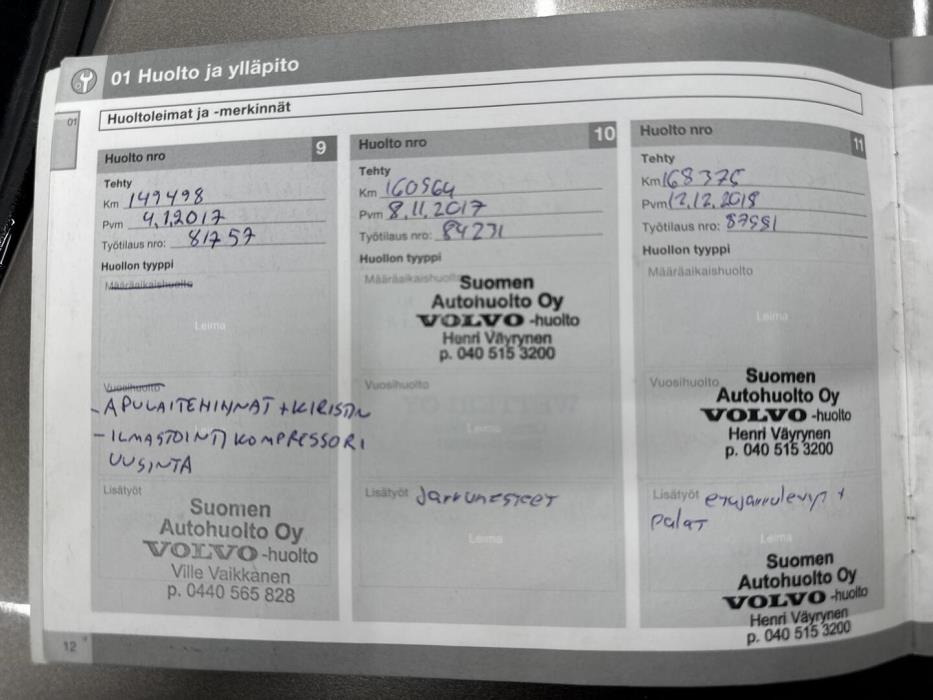 01 Huolto ja ylläpito
01
Huoltoleimat ja -merkinnät
Huolto nro 9
Tehty
Km 149498
Pvm 4.1.2017
Työtilaus nro: 81757
Huollon tyyppi
Määräaikaishuolto
Leima
Vuosihuolto
- APULAITEHIHNAT + KIRISTIN
- ILMASTOINTI KOMPRESSORI
UUSINTA
Lisätyöt
Suomen
Autohuolto Oy
VOLVO -huolto
Ville Vaikkanen
p. 0440 565 828
Huolto nro 10
Tehty
Km 160564
Pvm 8.11.2017
Työtilaus nro: 84231
Huollon tyyppi
Määräaikaishuolto
Suomen
Autohuolto Oy
VOLVO -huolto
Henri Väyrynen
p. 040 515 3200
Vuosihuolto
Leima
Lisätyöt Jarrunesteet
Leima
Huolto nro 11
Tehty
Km 168375
Pvm 12.12.2018
Työtilaus nro: 87981
Huollon tyyppi
Määräaikaishuolto
Leima
Vuosihuolto
Suomen
Autohuolto Oy
VOLVO -huolto
Henri Väyrynen
p. 040 515 3200
Lisätyöt etujarrulevyt +
palat
Leima
Suomen
Autohuolto Oy
VOLVO -huolto
Henri Väyrynen
p. 040 515 3200
12